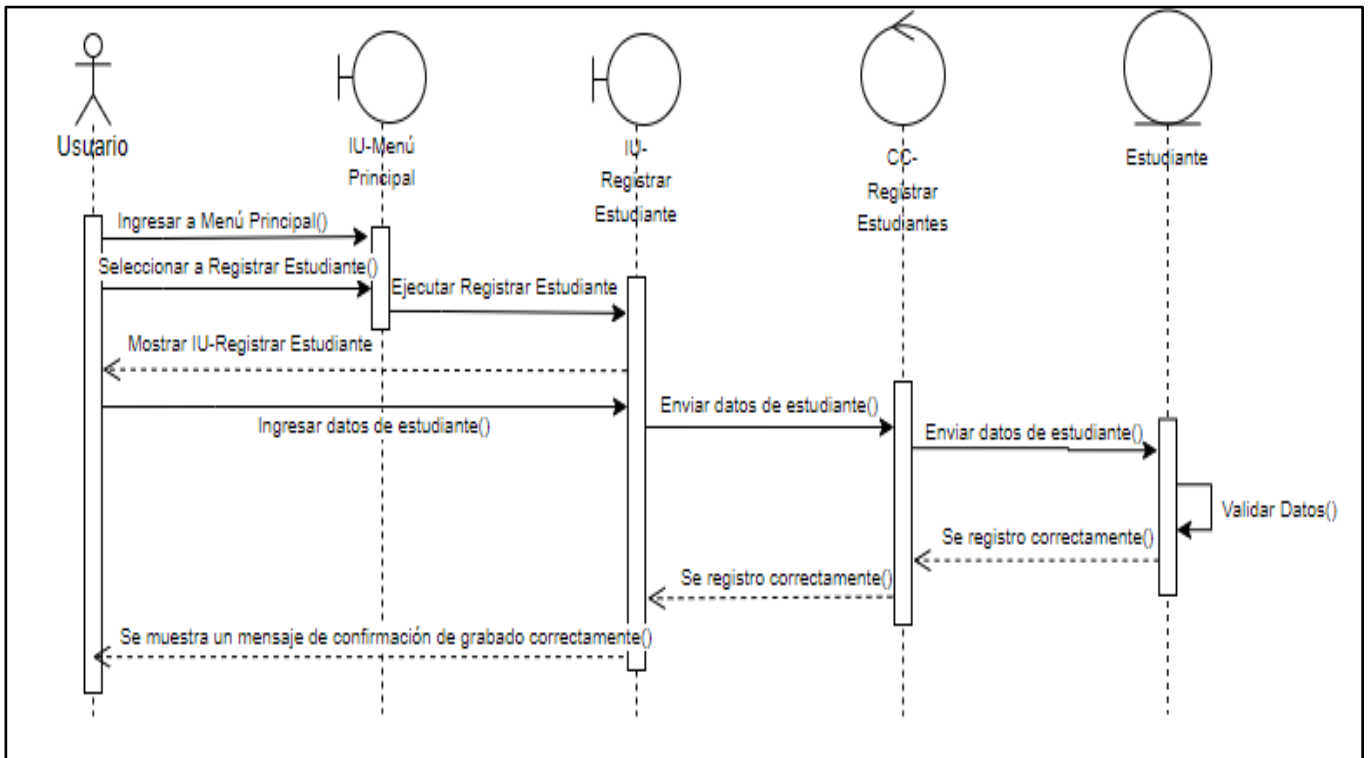 Usuario
IU-Menú
Principal
IU-
Registrar
Estudiante
CC-
Registrar
Estudiantes
Estudiante
Ingresar a Menú Principal()
Seleccionar a Registrar Estudiante()
Ejecutar Registrar Estudiante
Mostrar IU-Registrar Estudiante
Ingresar datos de estudiante()
Enviar datos de estudiante()
Enviar datos de estudiante()
Validar Datos()
Se registro correctamente()
Se registro correctamente()
Se muestra un mensaje de confirmación de grabado correctamente()